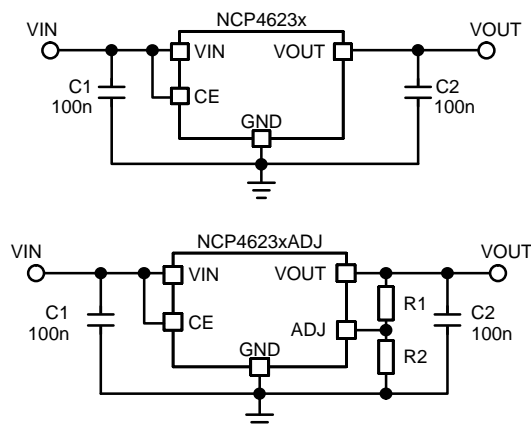 NCP4623x
VIN
VIN
VOUT
VOUT
C1
100n
CE
C2
100n
GND
NCP4623xADJ
VIN
VIN
VOUT
VOUT
C1
100n
CE
ADJ
R1
C2
100n
GND
R2